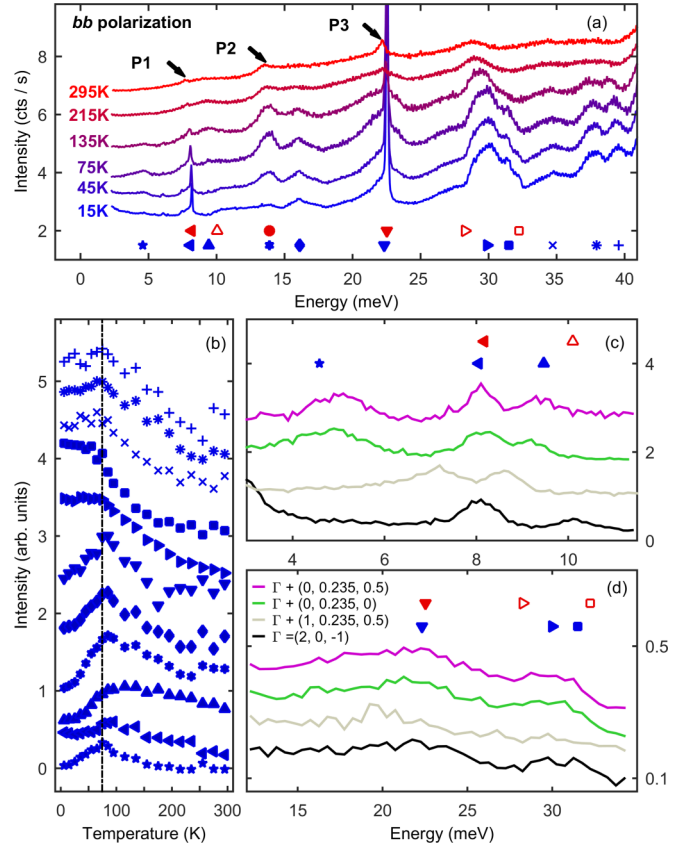 bb polarization
(a)
P1
P2
P3
8
6
4
2
Intensity (cts / s)
295K
215K
135K
75K
45K
15K
0
5
10
15
20
25
30
35
40
Energy (meV)
(b)
5
4
3
2
1
0
Intensity (arb. units)
0
100
200
300
Temperature (K)
(c)
4
2
0
4
6
8
10
(d)
Γ + (0, 0.235, 0.5)
Γ + (0, 0.235, 0)
Γ + (1, 0.235, 0.5)
Γ =(2, 0, -1)
0.5
0.1
15
20
25
30
Energy (meV)